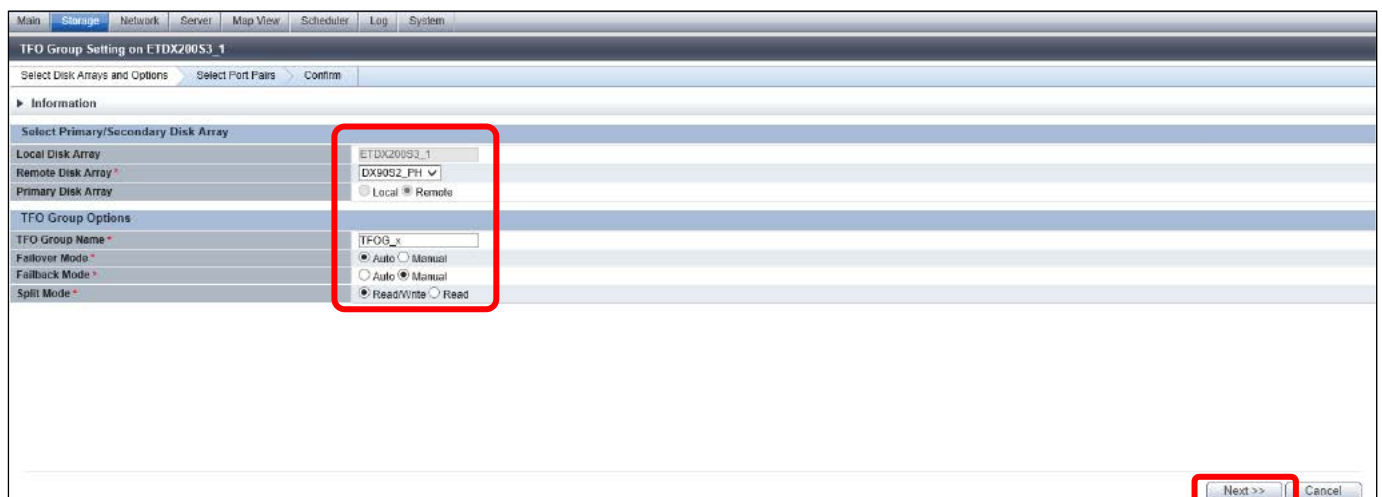 Main Storage Network Server Map View Scheduler Log System
TFO Group Setting on ETDX200S3_1
Select Disk Arrays and Options Select Port Pairs Confirm
Information
Select Primary/Secondary Disk Array
Local Disk Array ETDX200S3_1
Remote Disk Array* DX90S2_PH
Primary Disk Array Local Remote
TFO Group Options
TFO Group Name* TFOG_x
Failover Mode* Auto Manual
Failback Mode* Auto Manual
Split Mode* Read/Write Read
Next >> Cancel